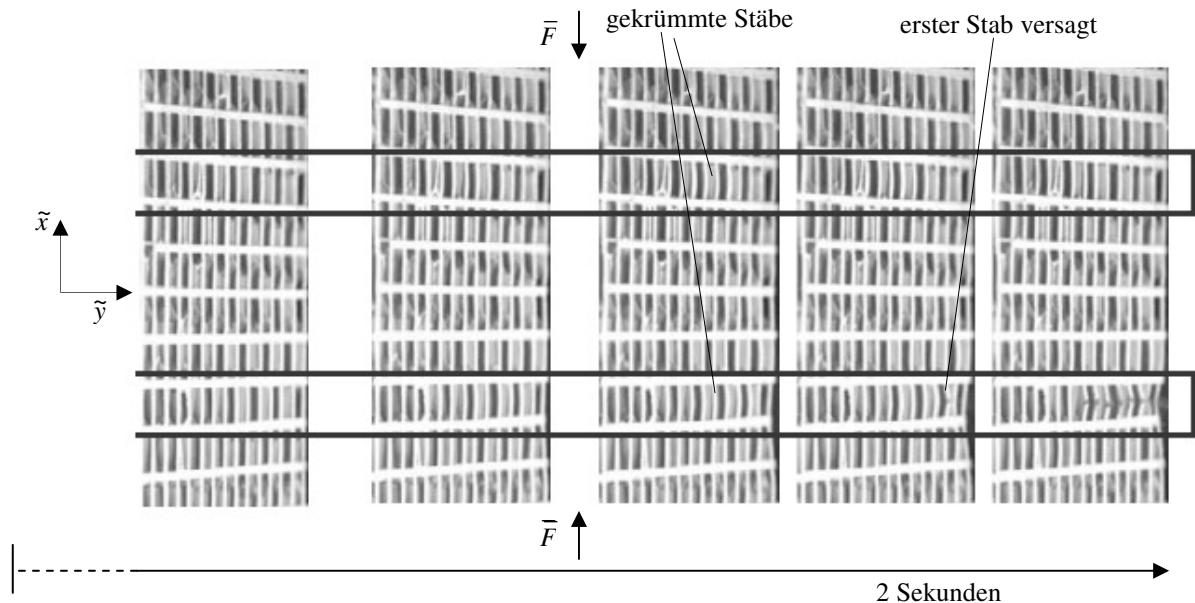 F̄
gekrümmte Stäbe
erster Stab versagt
x̃
ỹ
F̄
2 Sekunden